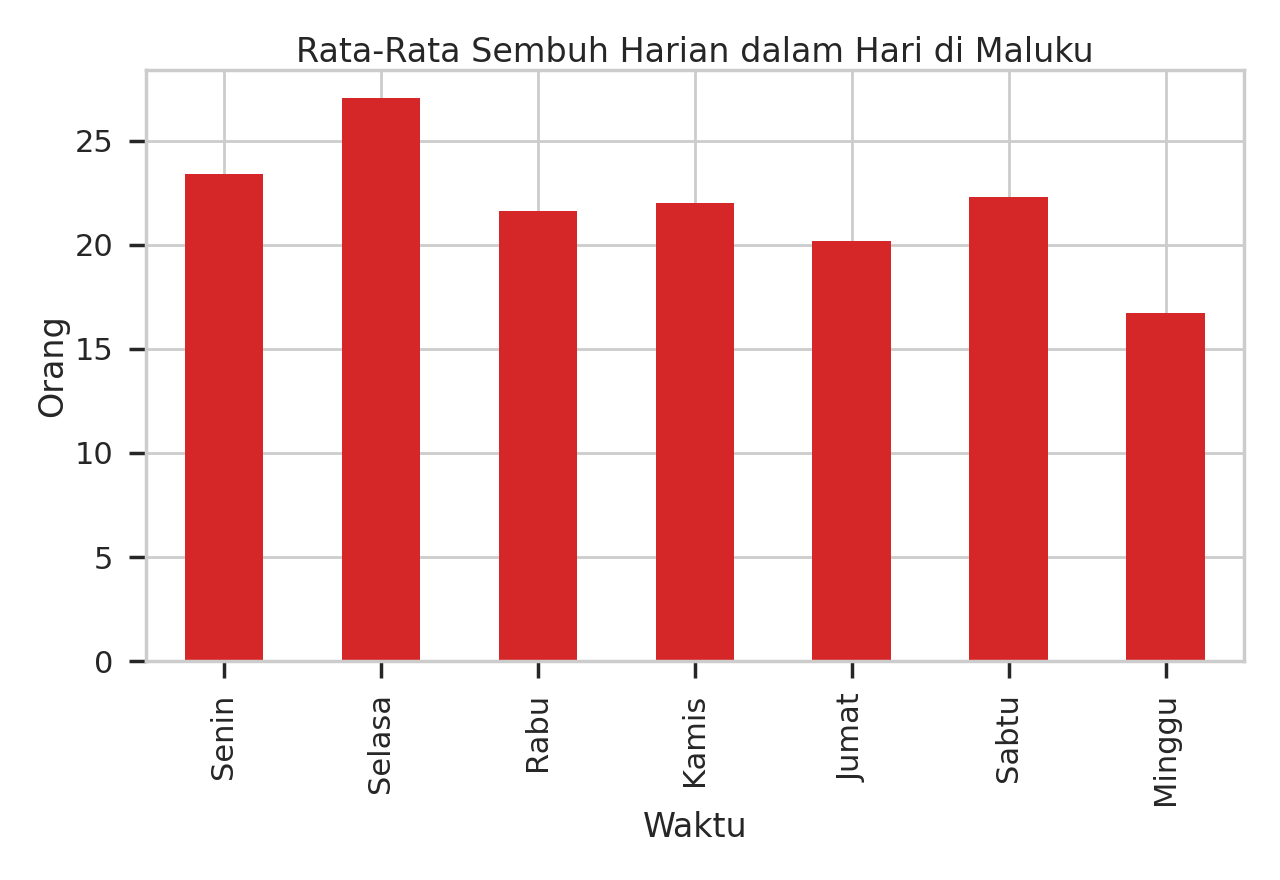 Rata-Rata Sembuh Harian dalam Hari di Maluku
Orang
25
20
15
10
5
0
Senin
Selasa
Rabu
Kamis
Jumat
Sabtu
Minggu
Waktu